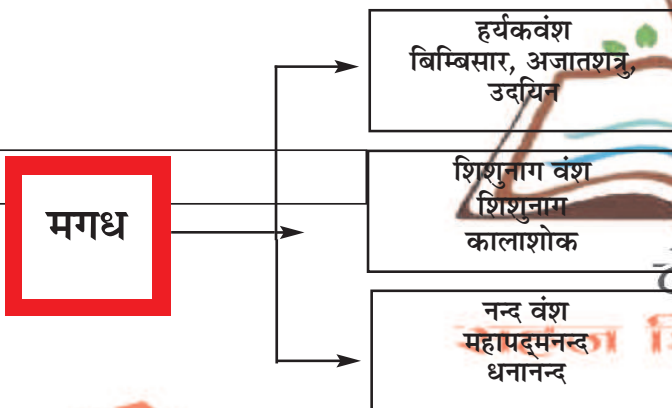 हर्यकवंश
बिम्बिसार, अजातशत्रु,
उदयिन
मगध
शिशुनाग वंश
शिशुनाग
कालाशोक
नन्द वंश
महापद्मनन्द
धनानन्द